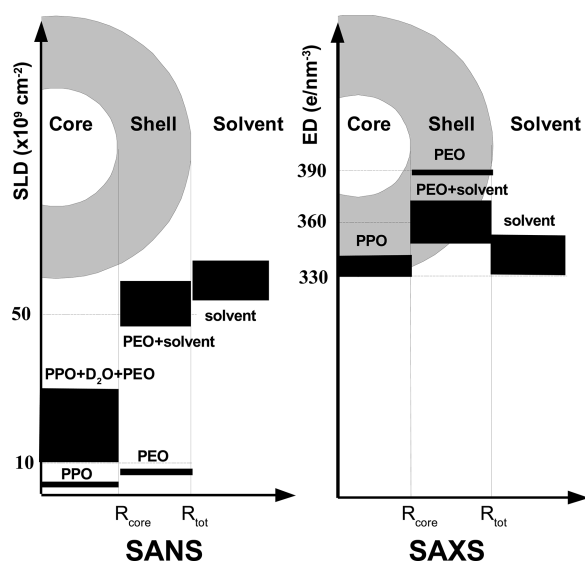 SLD (x10⁹ cm⁻²)
Core
Shell
Solvent
50
solvent
PEO+solvent
PPO+D₂O+PEO
10
PEO
PPO
R_core
R_tot
SANS
ED (e/nm⁻³)
Core
Shell
Solvent
PEO
390
PEO+solvent
360
solvent
PPO
330
R_core
R_tot
SAXS